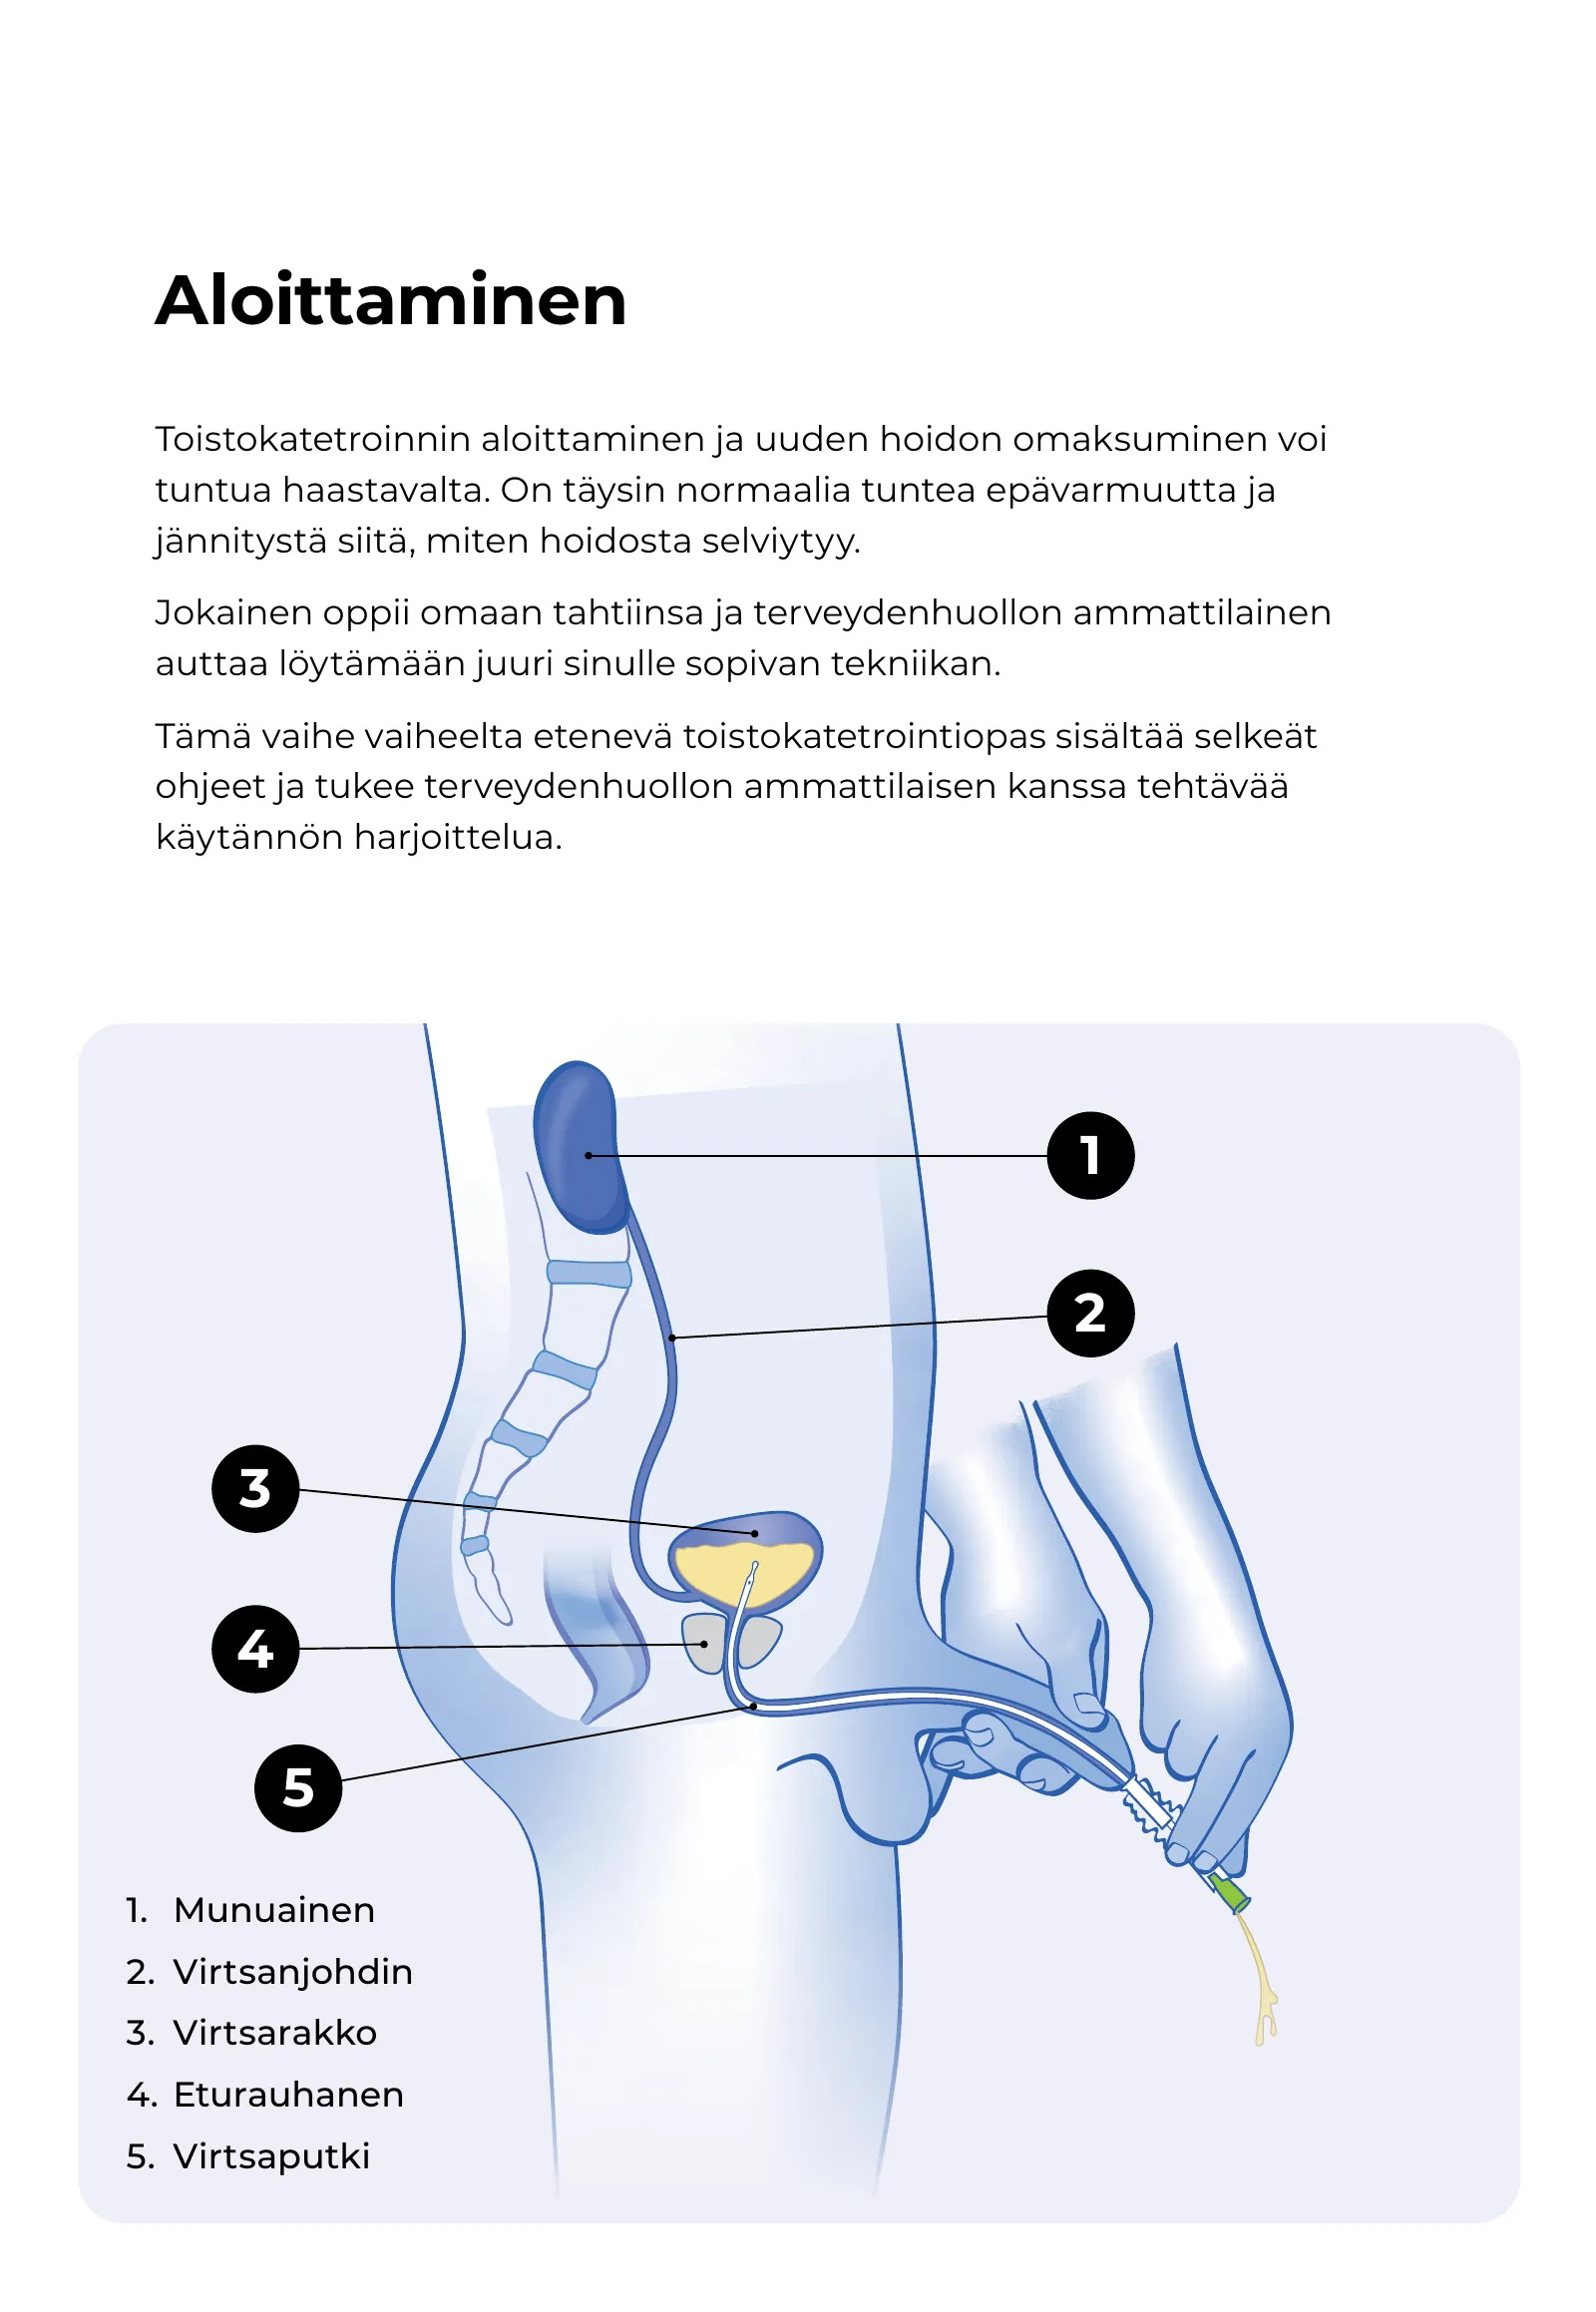 Aloittaminen
Toistokatetroinnin aloittaminen ja uuden hoidon omaksuminen voi
tuntua haastavalta. On täysin normaalia tuntea epävarmuutta ja
jännitystä siitä, miten hoidosta selviytyy.
Jokainen oppii omaan tahtiinsa ja terveydenhuollon ammattilainen
auttaa löytämään juuri sinulle sopivan tekniikan.
Tämä vaihe vaiheelta etenevä toistokatetrointiopas sisältää selkeät
ohjeet ja tukee terveydenhuollon ammattilaisen kanssa tehtävää
käytännön harjoittelua.
1
2
3
4
5
1. Munuainen
2. Virtsanjohdin
3. Virtsarakko
4. Eturauhanen
5. Virtsaputki